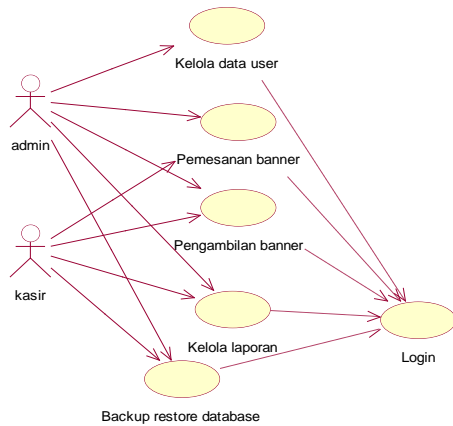 Kelola data user
admin
Pemesanan banner
Pengambilan banner
kasir
Kelola laporan
Login
Backup restore database